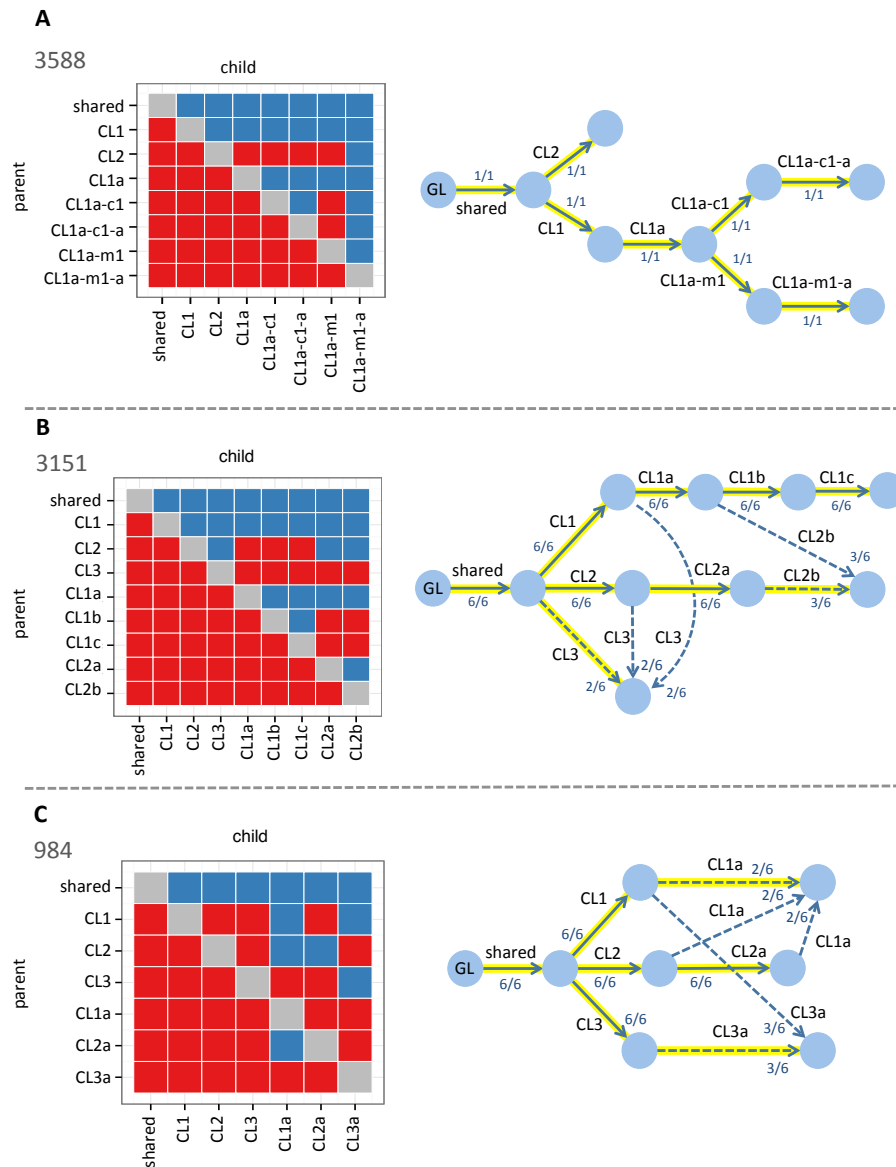 A
3588
child
parent
shared
CL1
CL2
CL1a
CL1a-c1
CL1a-c1-a
CL1a-m1
CL1a-m1-a
shared
CL1
CL2
CL1a
CL1a-c1
CL1a-c1-a
CL1a-m1
CL1a-m1-a
GL
1/1
shared
CL2
1/1
1/1
CL1
CL1a
1/1
CL1a-c1
1/1
CL1a-c1-a
1/1
1/1
CL1a-m1
CL1a-m1-a
1/1
B
3151
child
parent
shared
CL1
CL2
CL3
CL1a
CL1b
CL1c
CL2a
CL2b
shared
CL1
CL2
CL3
CL1a
CL1b
CL1c
CL2a
CL2b
GL
shared
6/6
CL1
6/6
CL1a
6/6
CL1b
6/6
CL1c
6/6
CL2
6/6
CL2a
6/6
CL2b
3/6
CL2b
3/6
CL3
CL3
2/6
CL3
2/6
2/6
C
984
child
parent
shared
CL1
CL2
CL3
CL1a
CL2a
CL3a
shared
CL1
CL2
CL3
CL1a
CL2a
CL3a
GL
shared
6/6
CL1
6/6
CL2
6/6
CL3
6/6
CL1a
2/6
2/6
CL1a
2/6
CL2a
6/6
CL1a
CL3a
3/6
CL3a
3/6